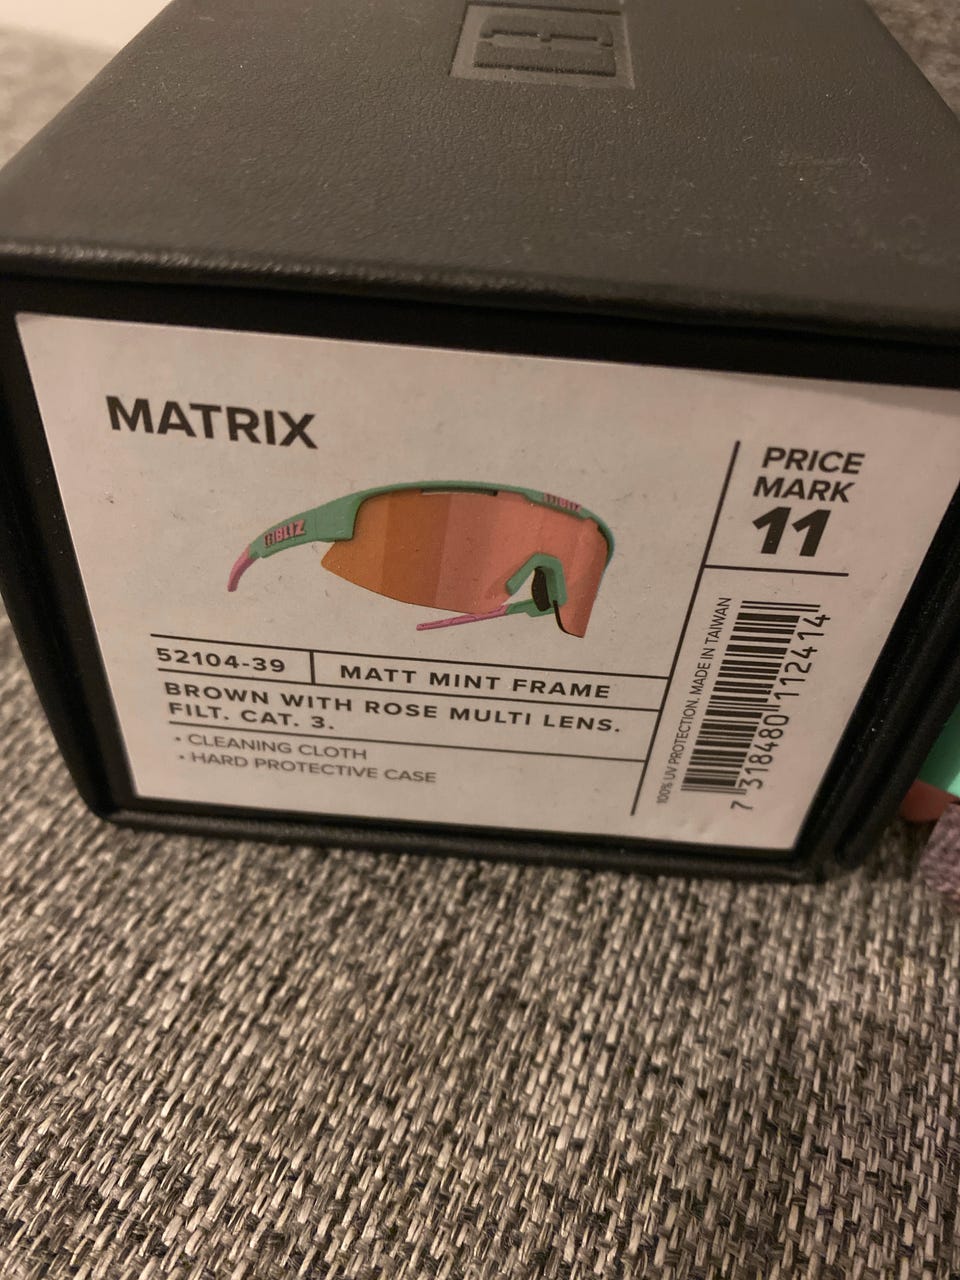 MATRIX
BLIZ
BLIZ
52104-39
MATT MINT FRAME
BROWN WITH ROSE MULTI LENS.
FILT. CAT. 3.
• CLEANING CLOTH
• HARD PROTECTIVE CASE
PRICE
MARK
11
100% UV PROTECTION. MADE IN TAIWAN
7 318480 112414